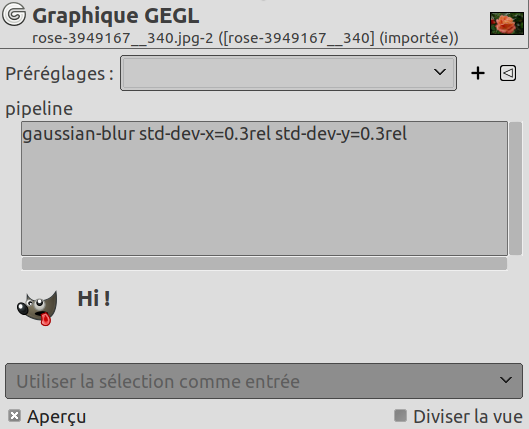 Graphique GEGL
rose-3949167__340.jpg-2 ([rose-3949167__340] (importée))
Préréglages :
pipeline
gaussian-blur std-dev-x=0.3rel std-dev-y=0.3rel
Hi !
Utiliser la sélection comme entrée
Aperçu
Diviser la vue